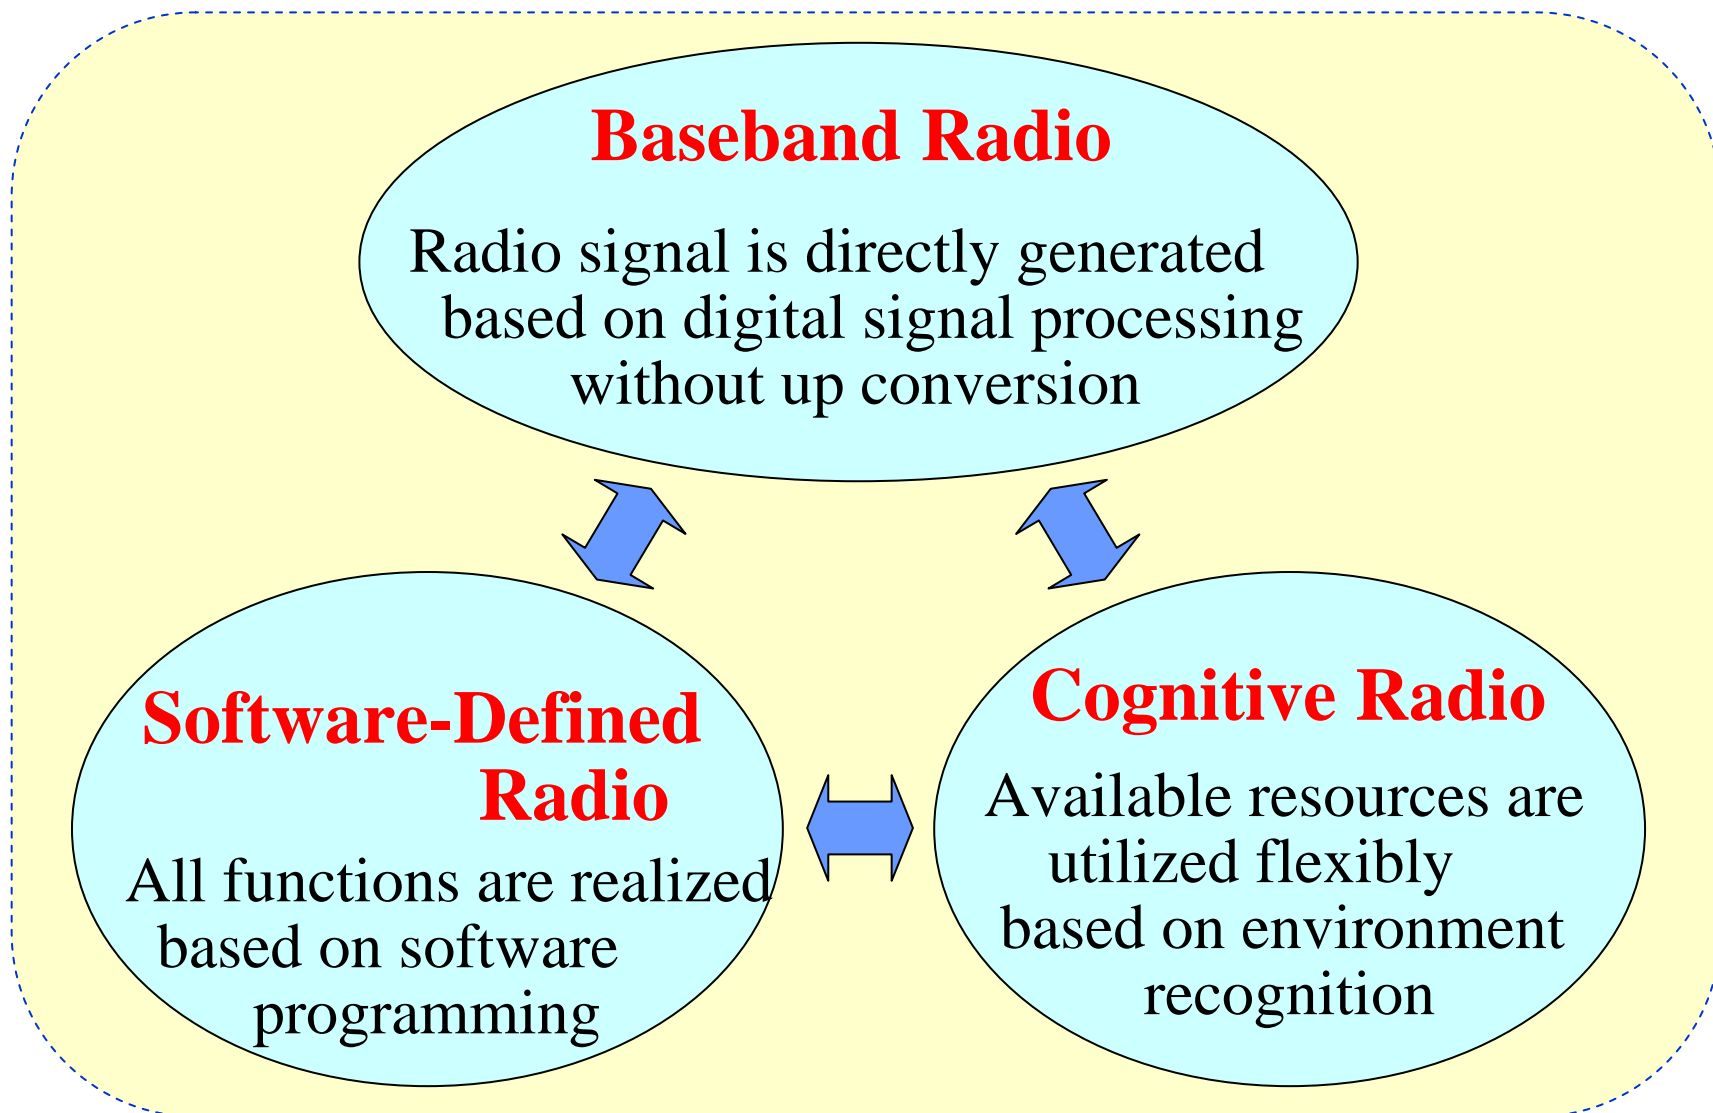 Baseband Radio
Radio signal is directly generated
based on digital signal processing
without up conversion
Software-Defined
Radio
All functions are realized
based on software
programming
Cognitive Radio
Available resources are
utilized flexibly
based on environment
recognition